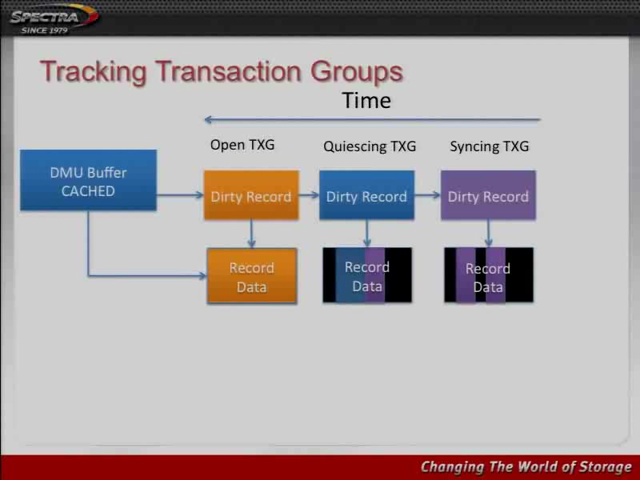 SPECTRA
SINCE 1979
Tracking Transaction Groups
Time
Open TXG
Quiescing TXG
Syncing TXG
DMU Buffer
CACHED
Dirty Record
Dirty Record
Dirty Record
Record
Data
Record
Data
Record
Data
Changing The World of Storage